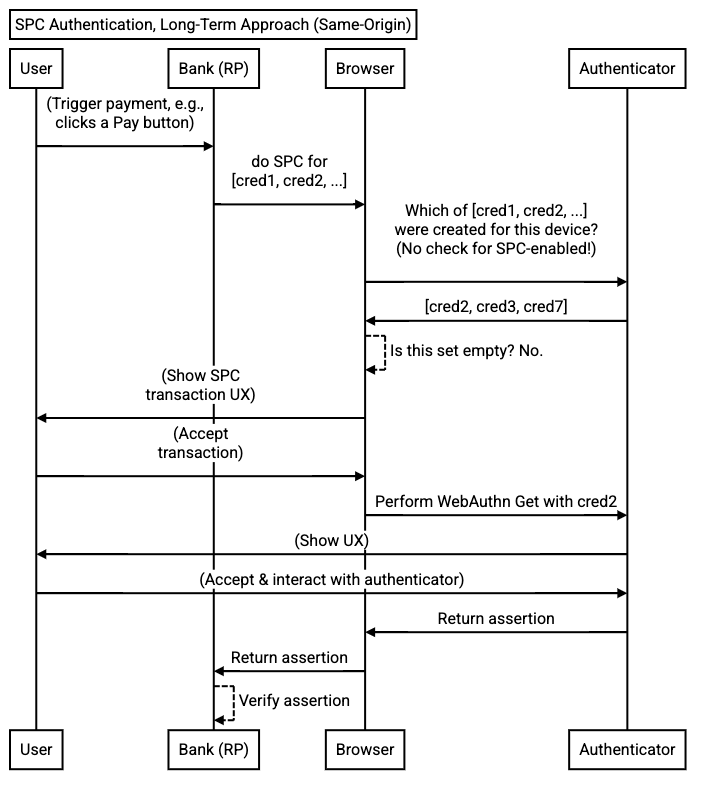 SPC Authentication, Long-Term Approach (Same-Origin)
User
Bank (RP)
Browser
Authenticator
(Trigger payment, e.g.,
clicks a Pay button)
do SPC for
[cred1, cred2, ...]
Which of [cred1, cred2, ...]
were created for this device?
(No check for SPC-enabled!)
[cred2, cred3, cred7]
Is this set empty? No.
(Show SPC
transaction UX)
(Accept
transaction)
Perform WebAuthn Get with cred2
(Show UX)
(Accept & interact with authenticator)
Return assertion
Return assertion
Verify assertion
User
Bank (RP)
Browser
Authenticator